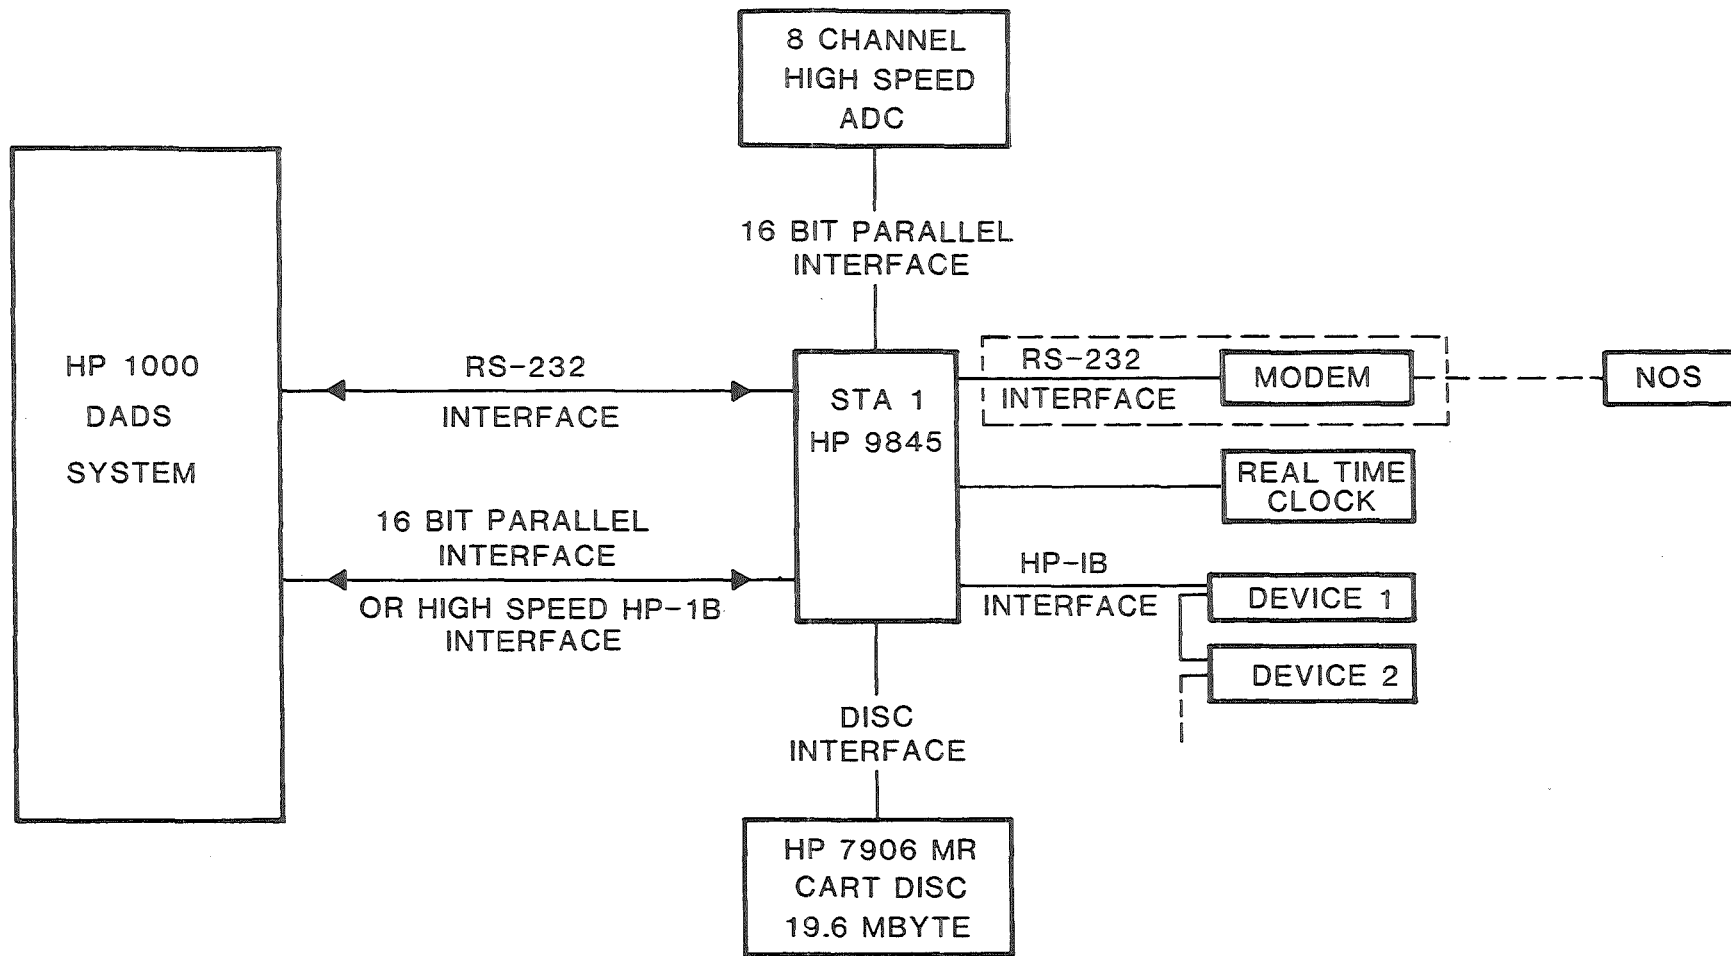 8 CHANNEL
HIGH SPEED
ADC
16 BIT PARALLEL
INTERFACE
HP 1000
DADS
SYSTEM
RS-232
INTERFACE
16 BIT PARALLEL
INTERFACE
OR HIGH SPEED HP-1B
INTERFACE
STA 1
HP 9845
RS-232
INTERFACE
MODEM
NOS
REAL TIME
CLOCK
HP-IB
INTERFACE
DEVICE 1
DEVICE 2
DISC
INTERFACE
HP 7906 MR
CART DISC
19.6 MBYTE